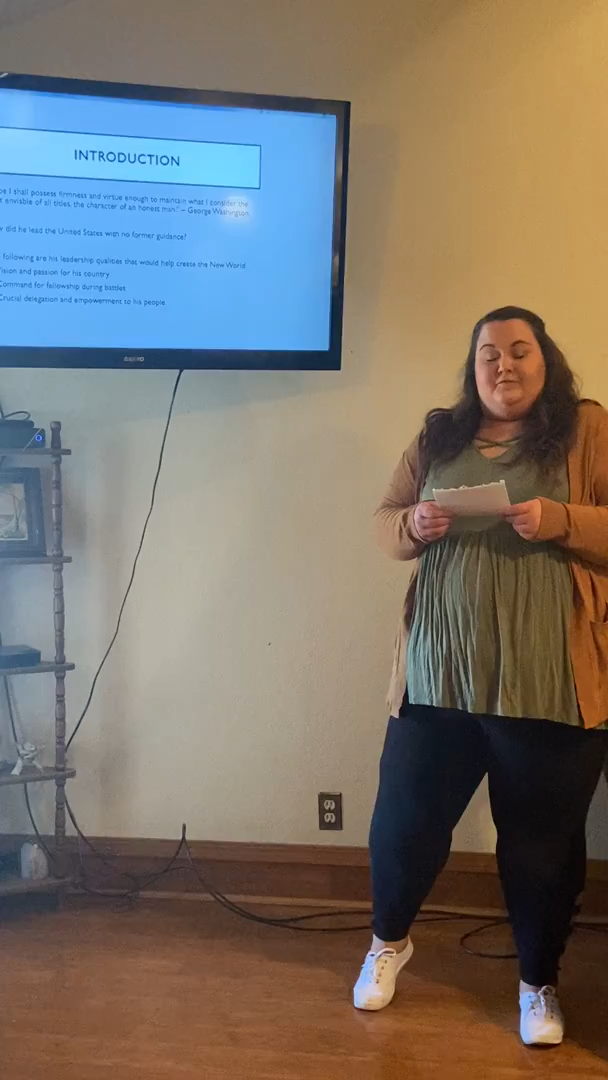 INTRODUCTION
I shall possess firmness and virtue enough to maintain what I consider the
envisible of all titles, the character of an honest man." – George Washington
did he lead the United States with no former guidance?
following are his leadership qualities that would help create the New World
Vision and passion for his country
Command for fellowship during battles
Crucial delegation and empowerment to his people